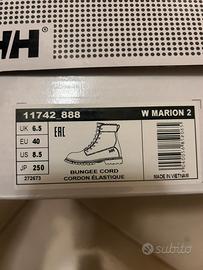 HH
11742_888
W MARION 2
UK 6.5
EU 40
US 8.5
JP 250
272673
EAC
BUNGEE CORD
CORDON ÉLASTIQUE
MADE IN VIETNAM
subito